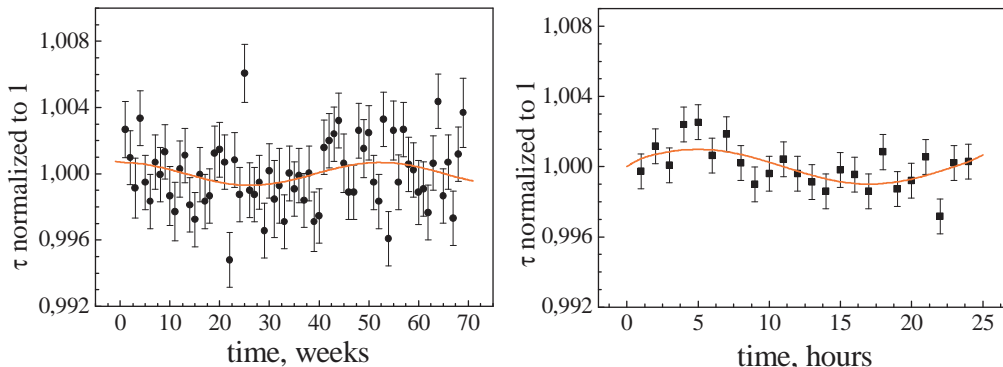 τ normalized to 1
1,008
1,004
1,000
0,996
0,992
0 10 20 30 40 50 60 70
time, weeks
τ normalized to 1
1,008
1,004
1,000
0,996
0,992
0 5 10 15 20 25
time, hours